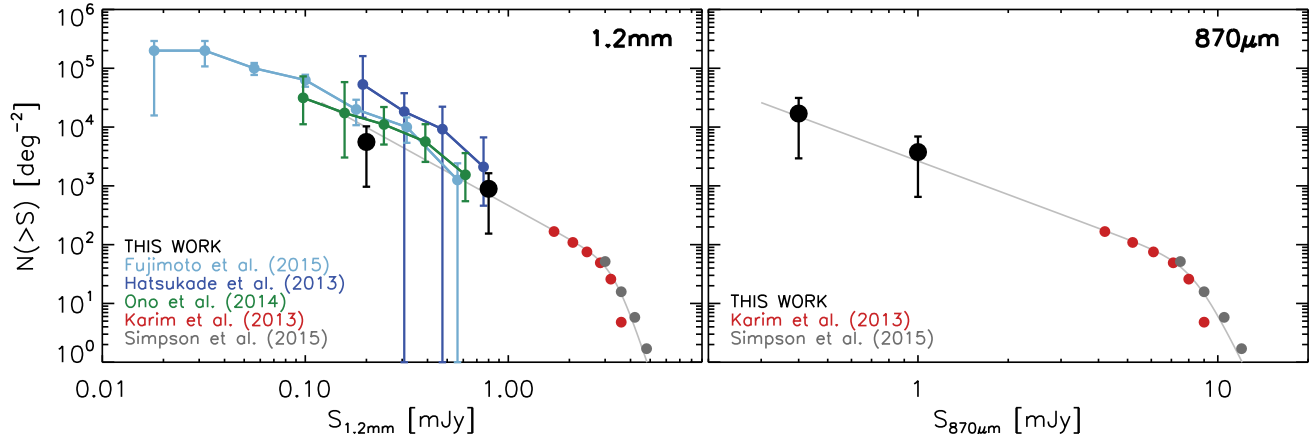 1.2mm
870μm
N(>S) [deg⁻²]
10⁶
10⁵
10⁴
10³
10²
10¹
10⁰
THIS WORK
Fujimoto et al. (2015)
Hatsukade et al. (2013)
Ono et al. (2014)
Karim et al. (2013)
Simpson et al. (2015)
THIS WORK
Karim et al. (2013)
Simpson et al. (2015)
0.01 0.10 1.00
1 10
S₁.₂mm [mJy]
S₈₇₀μm [mJy]